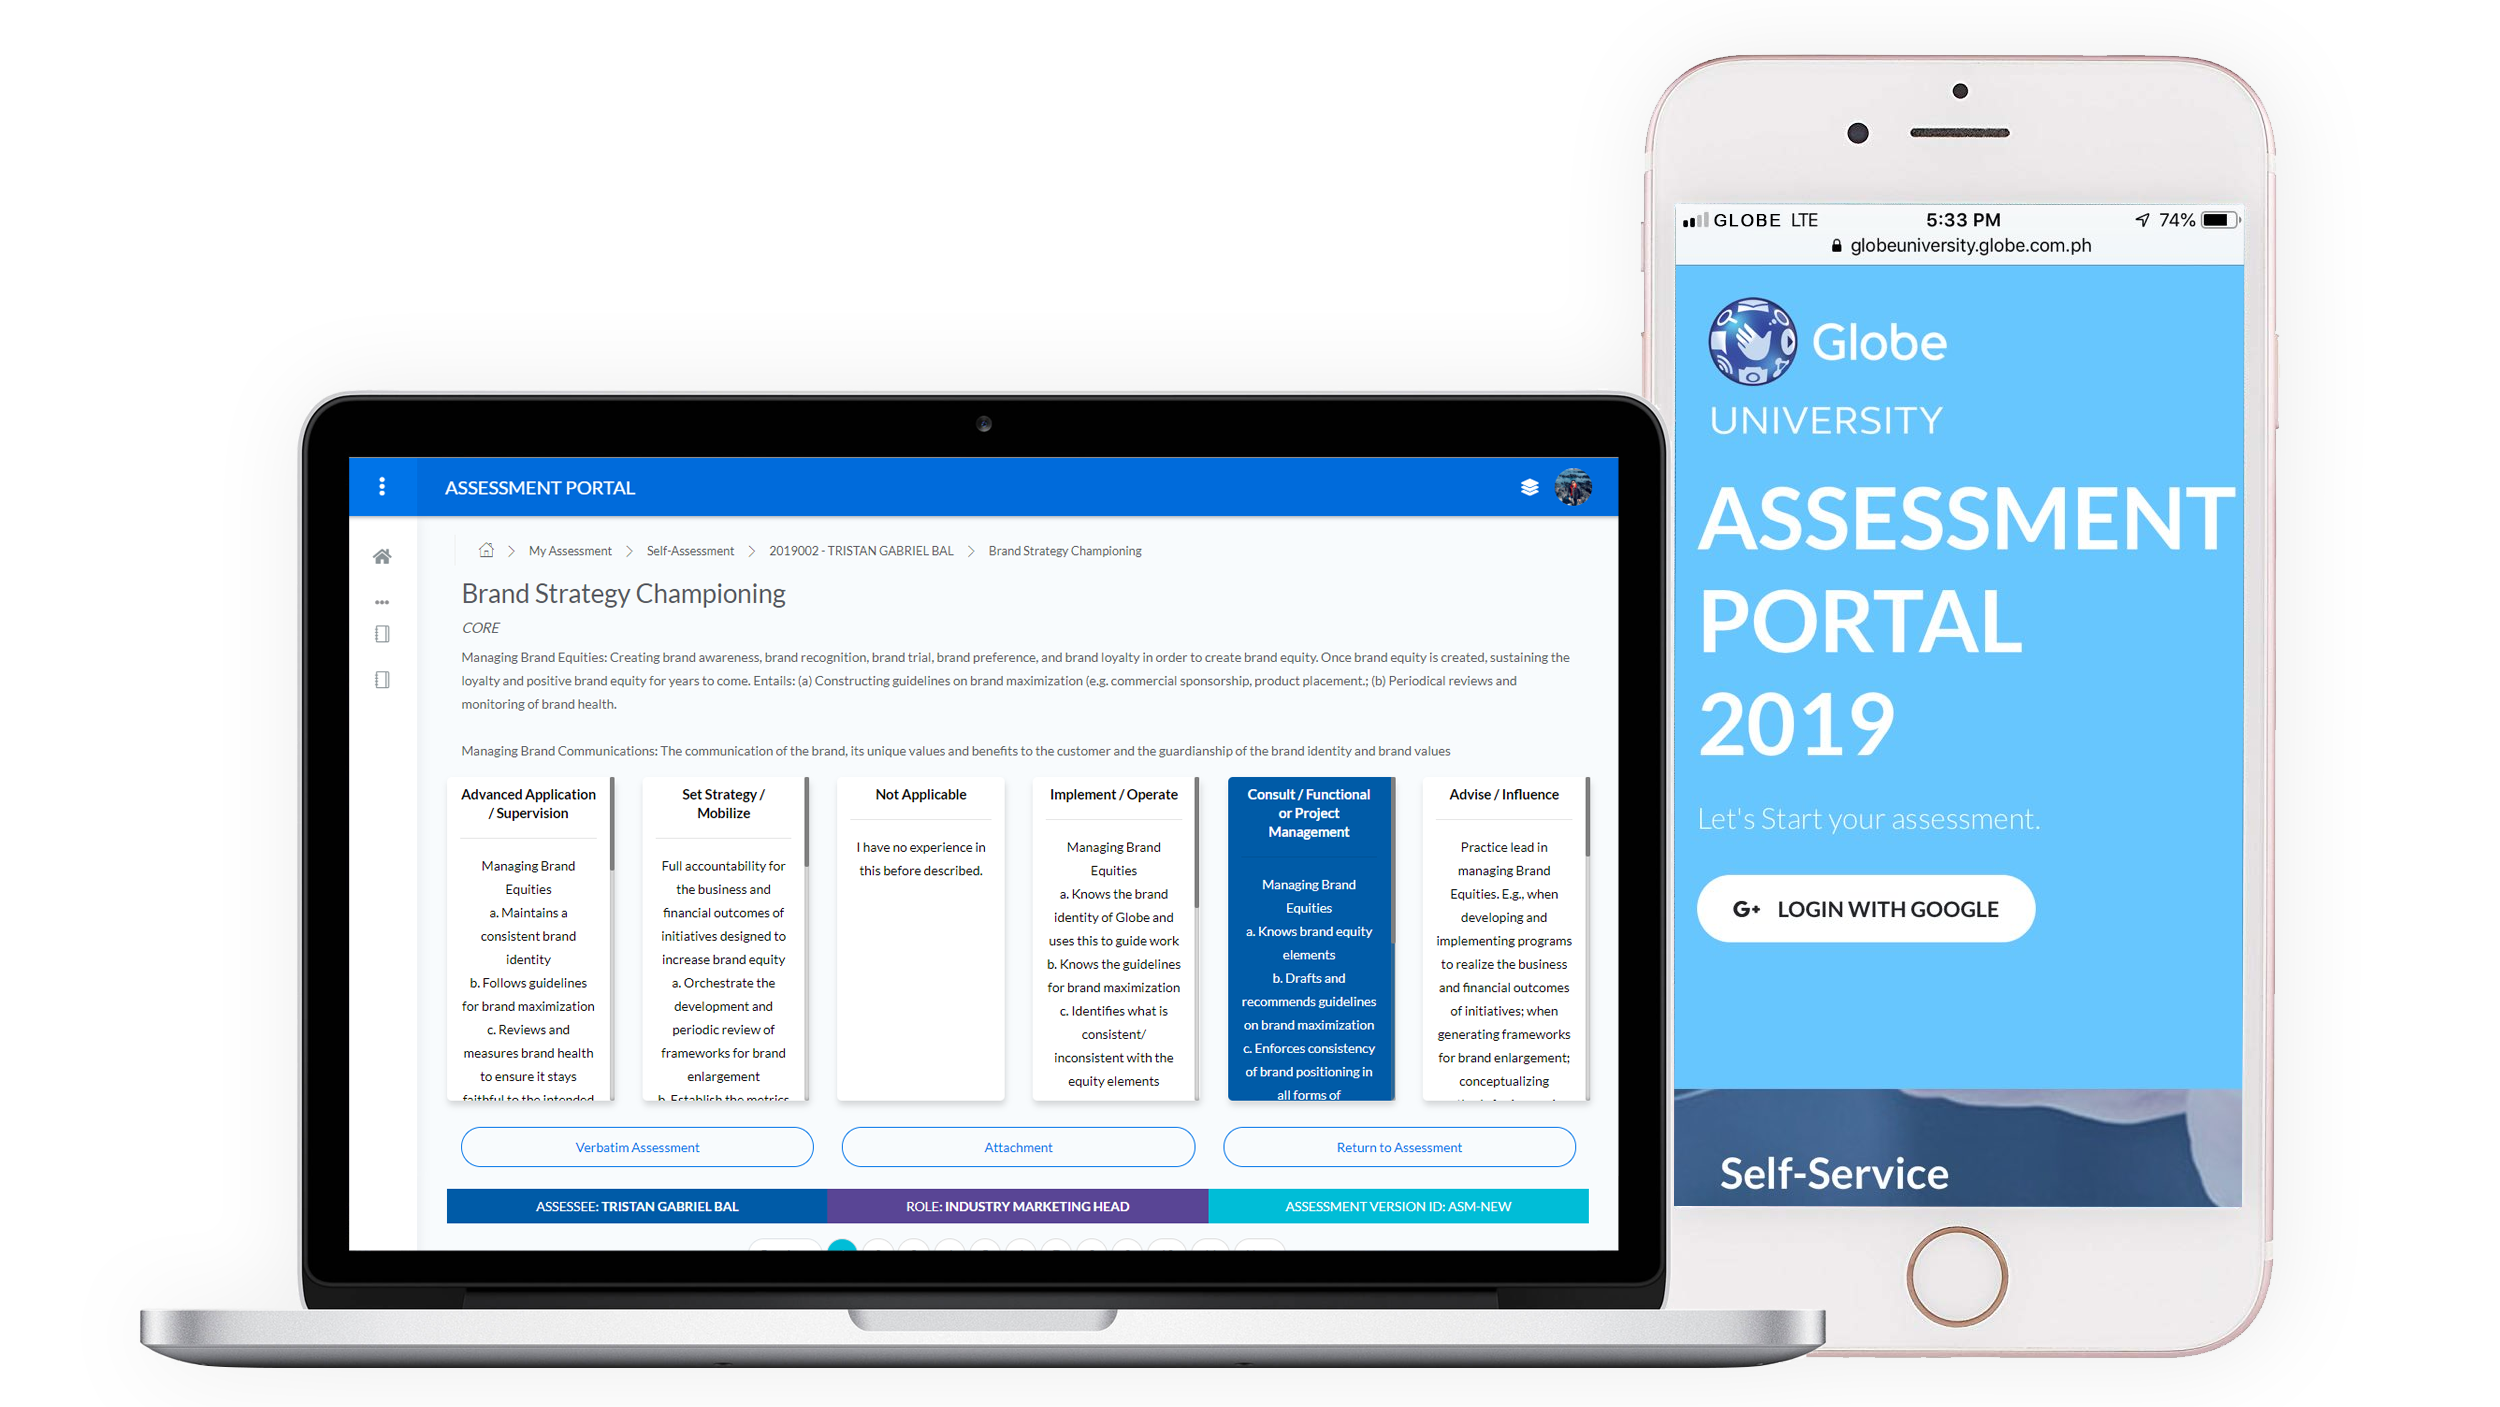 ASSESSMENT PORTAL
My Assessment
Self-Assessment
2019002 - TRISTAN GABRIEL BAL
Brand Strategy Championing
Brand Strategy Championing
CORE
Managing Brand Equities: Creating brand awareness, brand recognition, brand trial, brand preference, and brand loyalty in order to create brand equity. Once brand equity is created, sustaining the
loyalty and positive brand equity for years to come. Entails: (a) Constructing guidelines on brand maximization (e.g. commercial sponsorship, product placement.; (b) Periodical reviews and
monitoring of brand health.
Managing Brand Communications: The communication of the brand, its unique values and benefits to the customer and the guardianship of the brand identity and brand values
Advanced Application
/ Supervision
Managing Brand
Equities
a. Maintains a
consistent brand
identity
b. Follows guidelines
for brand maximization
c. Reviews and
measures brand health
to ensure it stays
faithful to the intended
Set Strategy /
Mobilize
Full accountability for
the business and
financial outcomes of
initiatives designed to
increase brand equity
a. Orchestrate the
development and
periodic review of
frameworks for brand
enlargement
b. Establish the metrics
Not Applicable
I have no experience in
this before described.
Implement / Operate
Managing Brand
Equities
a. Knows the brand
identity of Globe and
uses this to guide work
b. Knows the guidelines
for brand maximization
c. Identifies what is
consistent/
inconsistent with the
equity elements
Consult / Functional
or Project
Management
Managing Brand
Equities
a. Knows brand equity
elements
b. Drafts and
recommends guidelines
on brand maximization
c. Enforces consistency
of brand positioning in
all forms of
Advise / Influence
Practice lead in
managing Brand
Equities. E.g., when
developing and
implementing programs
to realize the business
and financial outcomes
of initiatives; when
generating frameworks
for brand enlargement;
conceptualizing
Verbatim Assessment
Attachment
Return to Assessment
ASSESSEE: TRISTAN GABRIEL BAL
ROLE: INDUSTRY MARKETING HEAD
ASSESSMENT VERSION ID: ASM-NEW
GLOBE LTE
5:33 PM
74%
globeuniversity.globe.com.ph
Globe
UNIVERSITY
ASSESSMENT
PORTAL
2019
Let's Start your assessment.
G+ LOGIN WITH GOOGLE
Self-Service